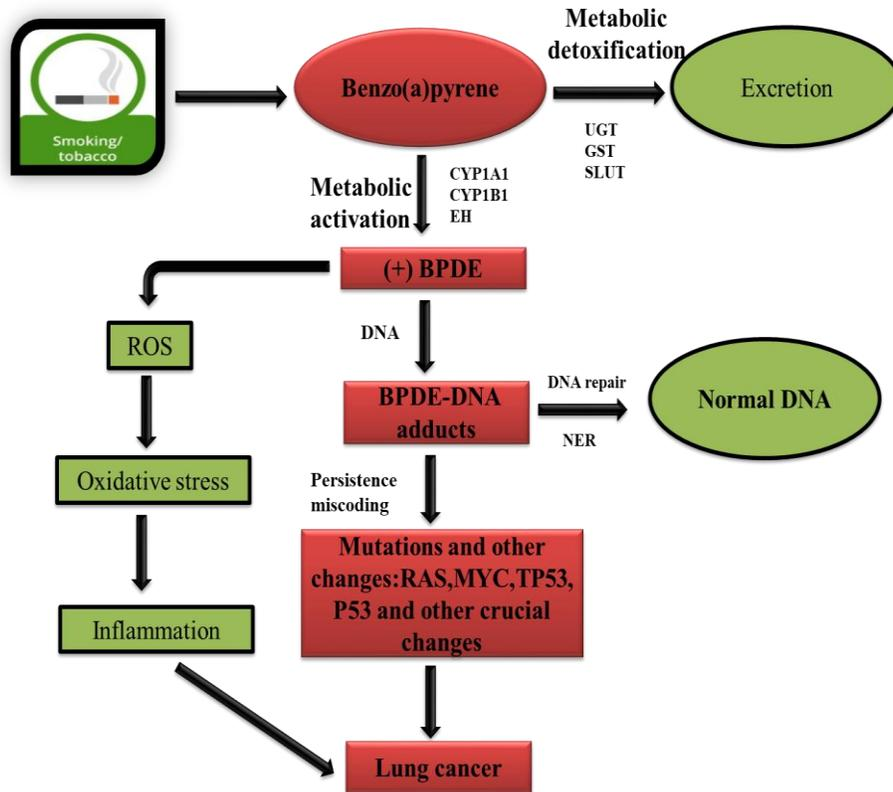 Smoking/
tobacco
Benzo(a)pyrene
Metabolic
detoxification
Excretion
UGT
GST
SLUT
Metabolic
activation
CYP1A1
CYP1B1
EH
(+) BPDE
ROS
DNA
BPDE-DNA
adducts
DNA repair
NER
Normal DNA
Oxidative stress
Persistence
miscoding
Mutations and other
changes:RAS,MYC,TP53,
P53 and other crucial
changes
Inflammation
Lung cancer